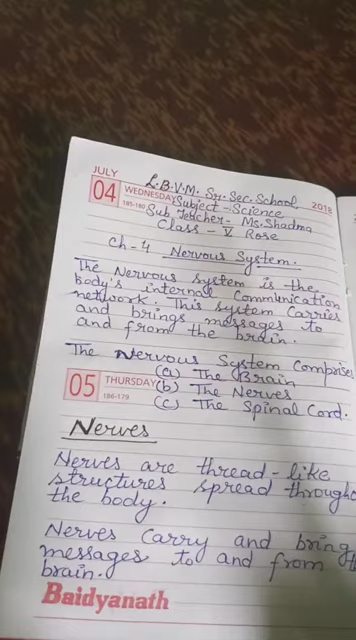 JULY
04
WEDNESDAY
185-180
2018
L.B.V.M. Sr. Sec. School
Subject - Science
Sub Teacher - Ms. Shadma
Class - V Rose
Ch-4 Nervous System.
The Nervous system is the
body's internal Communication
network. This system Carries
and brings messages to
and from the brain.
The Nervous System Comprises
(a) The Brain
05
THURSDAY
186-179
(b) The Nerves
(c) The Spinal Cord.
Nerves
Nerves are thread-like
structures spread througho
the body.
Nerves Carry and bring
messages to and from
brain.
Baidyanath